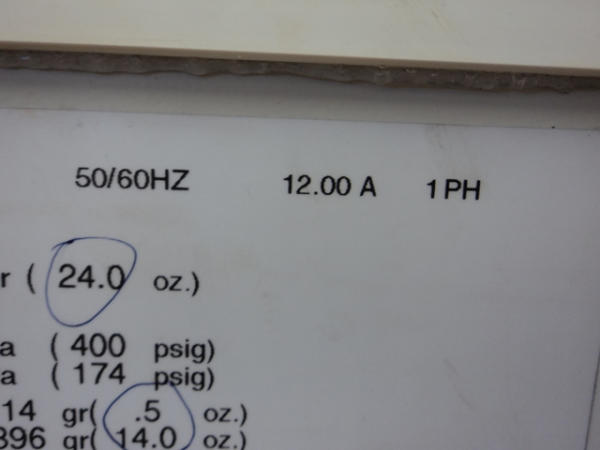 50/60HZ 12.00 A 1 PH
r ( 24.0 oz.)
a ( 400 psig)
a ( 174 psig)
14 gr( .5 oz.)
396 gr( 14.0 oz.)